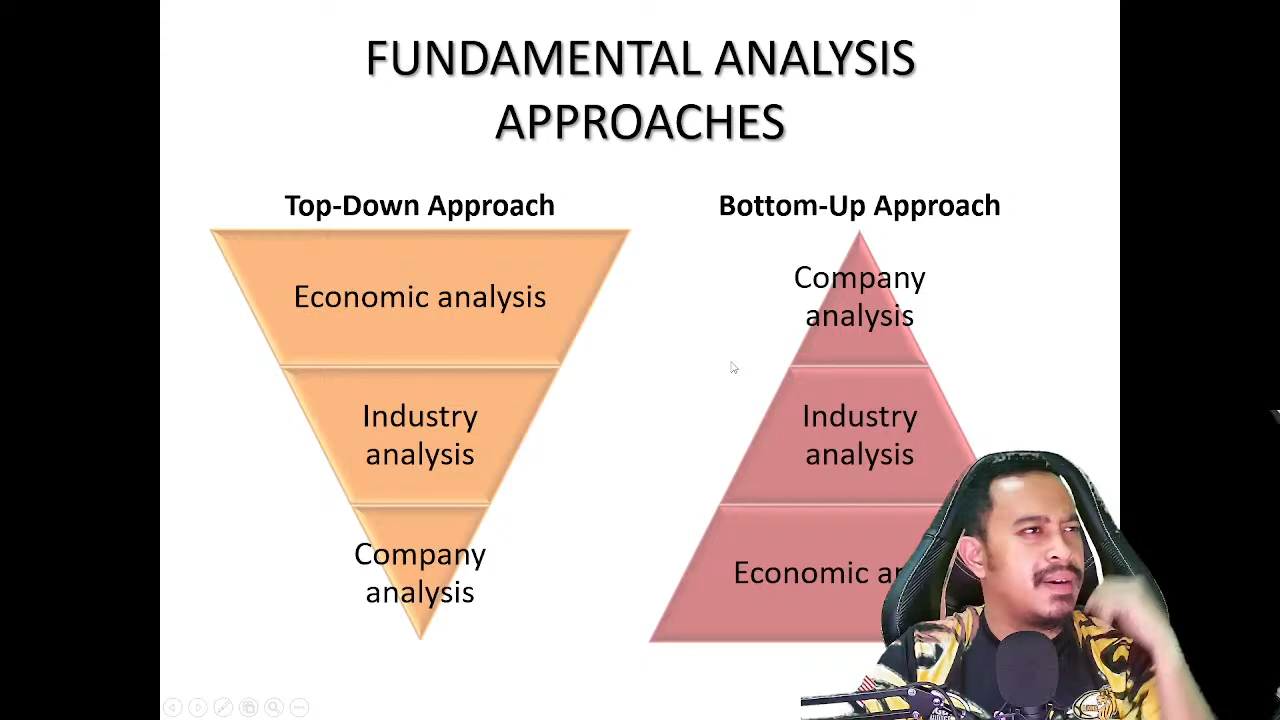 FUNDAMENTAL ANALYSIS
APPROACHES
Top-Down Approach
Economic analysis
Industry
analysis
Company
analysis
Bottom-Up Approach
Company
analysis
Industry
analysis
Economic